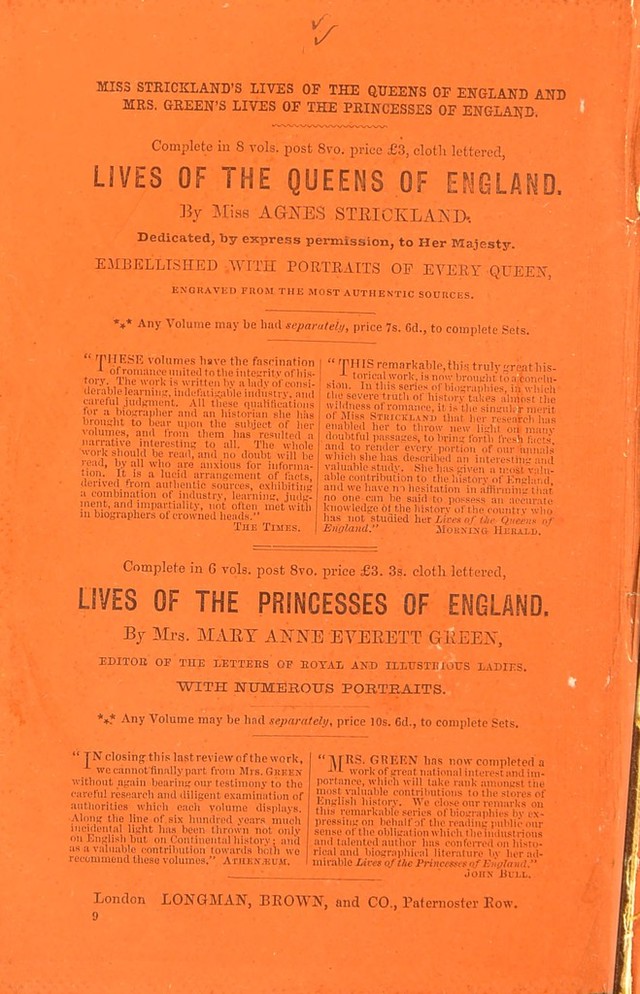 MISS STRICKLAND'S LIVES OF THE QUEENS OF ENGLAND AND
MRS. GREEN'S LIVES OF THE PRINCESSES OF ENGLAND.
Complete in 8 vols. post 8vo. price £3, cloth lettered,
LIVES OF THE QUEENS OF ENGLAND.
By Miss AGNES STRICKLAND.
Dedicated, by express permission, to Her Majesty.
EMBELLISHED WITH PORTRAITS OF EVERY QUEEN,
ENGRAVED FROM THE MOST AUTHENTIC SOURCES.
*** Any Volume may be had separately, price 7s. 6d., to complete Sets.
"THESE volumes have the fascination
of romance united to the integrity of his-
tory. The work is written by a lady of consi-
derable learning, indefatigable industry, and
careful judgment. All these qualifications
for a biographer and an historian she has
brought to bear upon the subject of her
volumes, and from them has resulted a
narrative interesting to all. The whole
work should be read, and no doubt will be
read, by all who are anxious for informa-
tion. It is a lucid arrangement of facts,
derived from authentic sources, exhibiting
a combination of industry, learning, judg-
ment, and impartiality, not often met with
in biographers of crowned heads."
THE TIMES.
"THIS remarkable, this truly great his-
torical work, is now brought to a conclu-
sion. In this series of biographies, in which
the severe truth of history takes almost the
wildness of romance, it is the singular merit
of Miss STRICKLAND that her research has
enabled her to throw new light on many
doubtful passages, to bring forth fresh facts,
and to render every portion of our annals
which she has described an interesting and
valuable study. She has given a most valu-
able contribution to the history of England,
and we have no hesitation in affirming that
no one can be said to possess an accurate
knowledge of the history of the country who
has not studied her Lives of the Queens of
England." MORNING HERALD.
Complete in 6 vols. post 8vo. price £3. 3s. cloth lettered,
LIVES OF THE PRINCESSES OF ENGLAND.
By Mrs. MARY ANNE EVERETT GREEN,
EDITOR OF THE LETTERS OF ROYAL AND ILLUSTRIOUS LADIES.
WITH NUMEROUS PORTRAITS.
*** Any Volume may be had separately, price 10s. 6d., to complete Sets.
"IN closing this last review of the work,
we cannot finally part from Mrs. GREEN
without again bearing our testimony to the
careful research and diligent examination of
authorities which each volume displays.
Along the line of six hundred years much
incidental light has been thrown not only
on English but on Continental history; and
as a valuable contribution towards both we
recommend these volumes." ATHENÆUM.
"MRS. GREEN has now completed a
work of great national interest and im-
portance, which will take rank amongst the
most valuable contributions to the stores of
English history. We close our remarks on
this remarkable series of biographies by ex-
pressing on behalf of the reading public our
sense of the obligation which the industrious
and talented author has conferred on histo-
rical and biographical literature by her ad-
mirable Lives of the Princesses of England."
JOHN BULL.
London LONGMAN, BROWN, and CO., Paternoster Row.
9